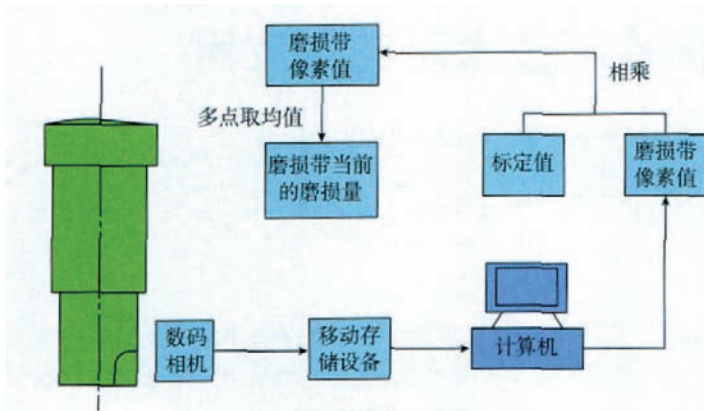 磨损带
像素值
相乘
多点取均值
标定值
磨损带
像素值
磨损带当前
的磨损量
数码
相机
移动存
储设备
计算机